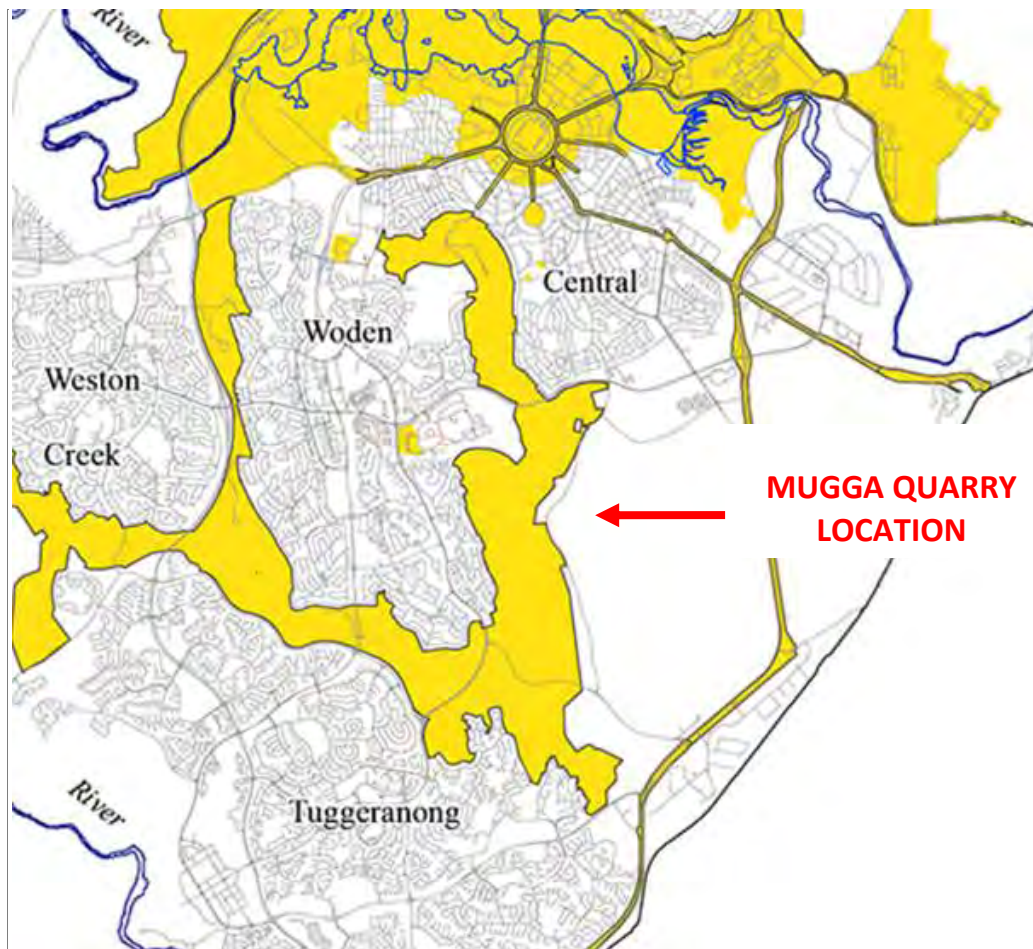 River
Central
Woden
Weston
Creek
MUGGA QUARRY
LOCATION
River
Tuggeranong